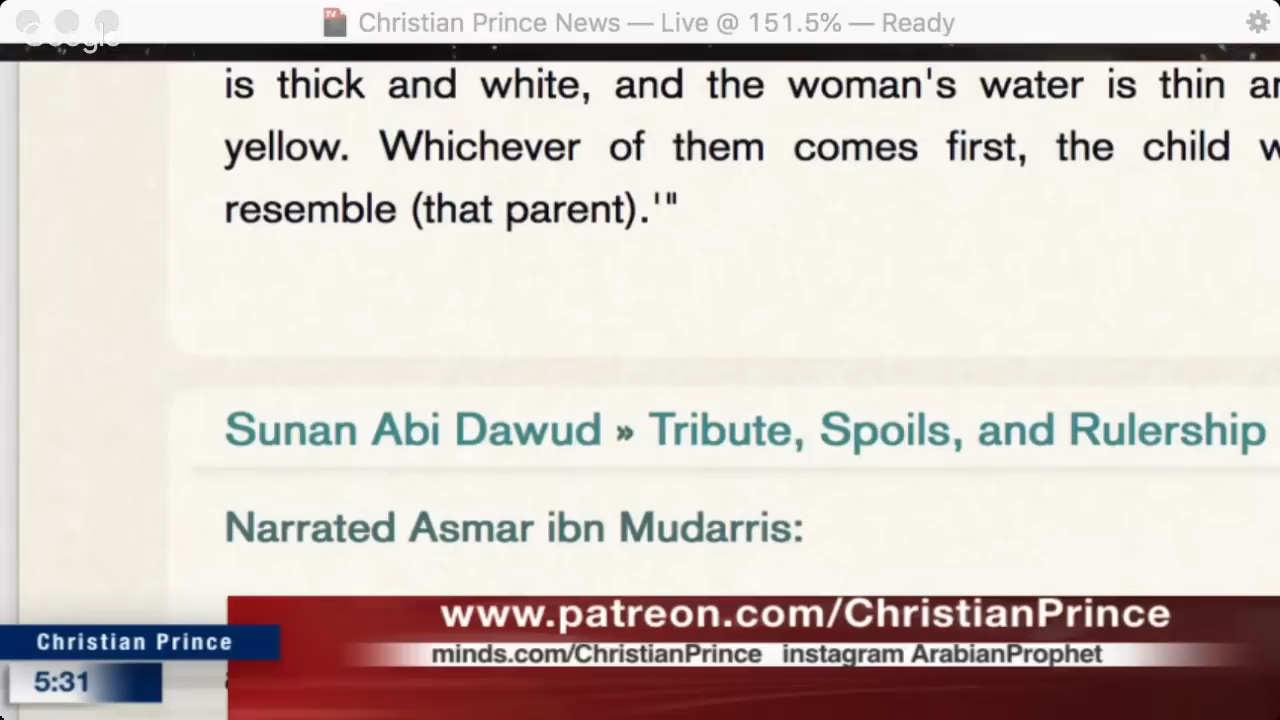 Christian Prince News — Live @ 151.5% — Ready
TV
Google
is thick and white, and the woman's water is thin
yellow. Whichever of them comes first, the child
resemble (that parent).'"
Sunan Abi Dawud » Tribute, Spoils, and Rulership
Narrated Asmar ibn Mudarris:
www.patreon.com/ChristianPrince
Christian Prince
minds.com/ChristianPrince instagram ArabianProphet
5:31